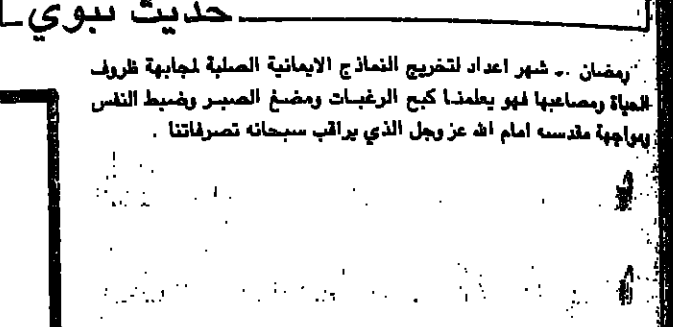 حديث نبوي
رمضان .. شهر اعداد لتخريج النماذج الايمانية الصلبة لمجابهة ظروف
الحياة ومصاعبها فهو يعلمنا كبح الرغبات ومضغ الصبر وضبط النفس
بمواجهة مقدسه امام الله عز وجل الذي يراقب سبحانه تصرفاتنا .